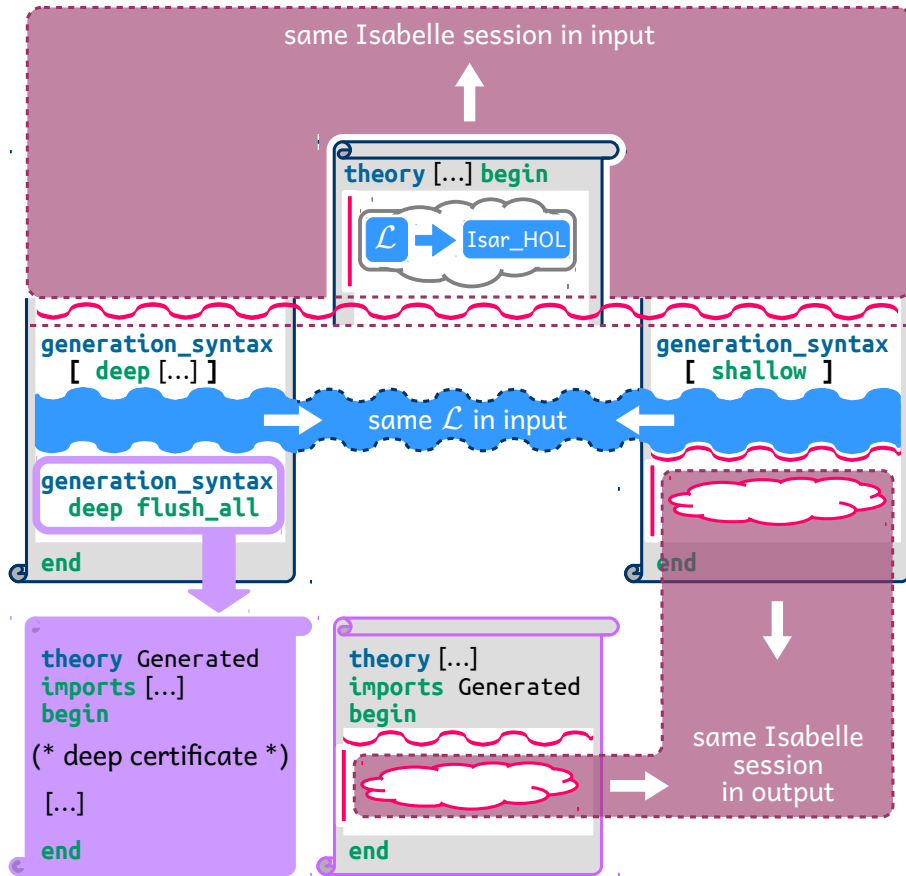 same Isabelle session in input
theory [...] begin
ℒ Isar_HOL
generation_syntax
[ deep [...] ]
generation_syntax
[ shallow ]
same ℒ in input
generation_syntax
deep flush_all
end
end
theory Generated
imports [...]
begin
(* deep certificate *)
[...]
end
theory [...]
imports Generated
begin
end
same Isabelle
session
in output